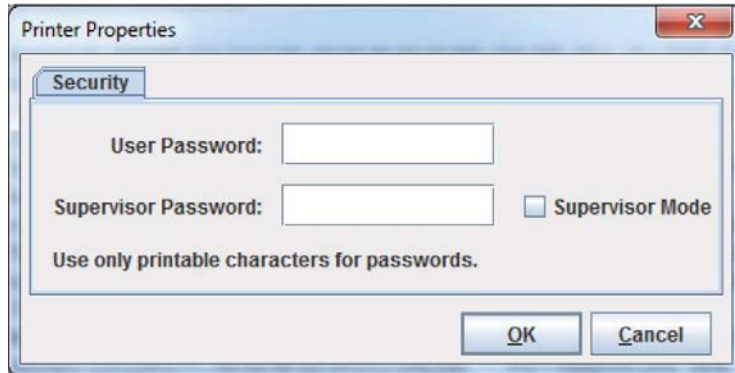 Printer Properties
Security
User Password:
Supervisor Password: Supervisor Mode
Use only printable characters for passwords.
OK Cancel